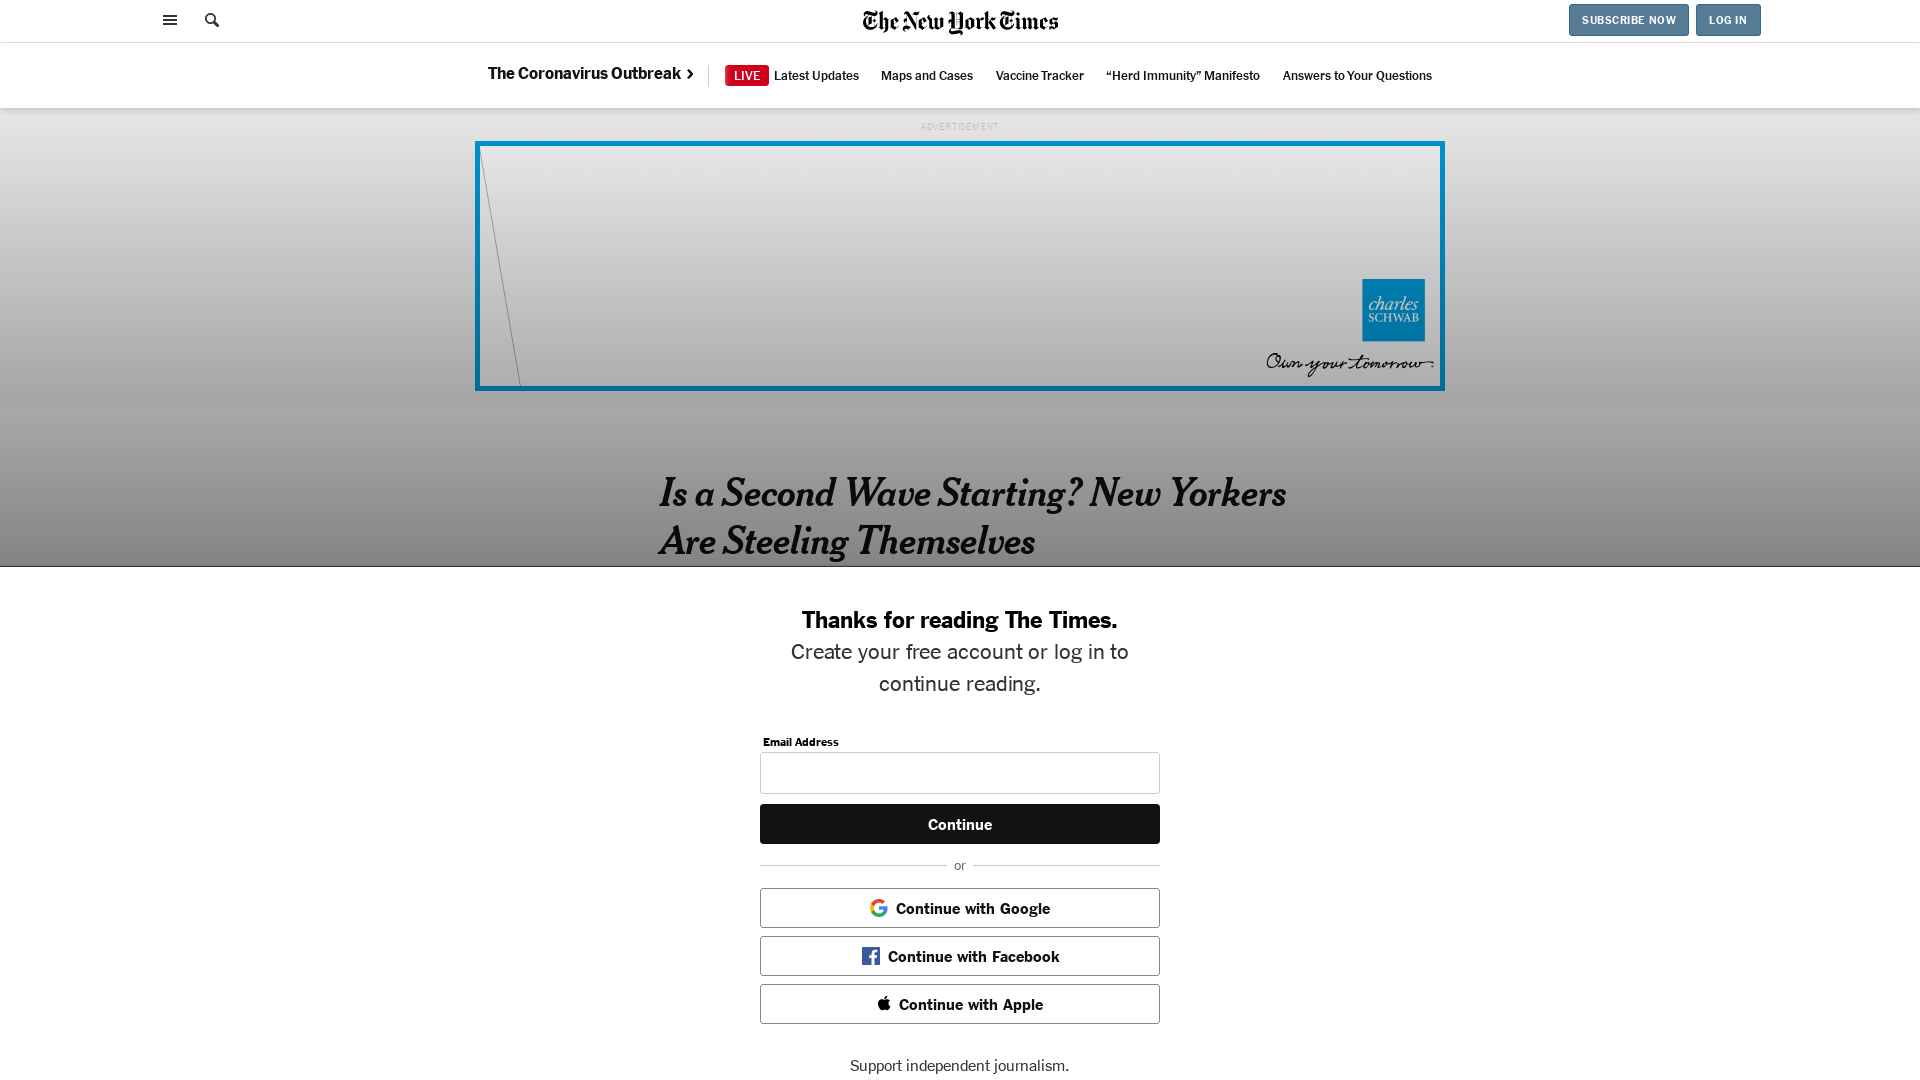 The New York Times
SUBSCRIBE NOW
LOG IN
The Coronavirus Outbreak
LIVE Latest Updates
Maps and Cases
Vaccine Tracker
“Herd Immunity” Manifesto
Answers to Your Questions
ADVERTISEMENT
charles
SCHWAB
Own your tomorrow.
Is a Second Wave Starting? New Yorkers
Are Steeling Themselves
Thanks for reading The Times.
Create your free account or log in to
continue reading.
Email Address
Continue
or
Continue with Google
Continue with Facebook
Continue with Apple
Support independent journalism.